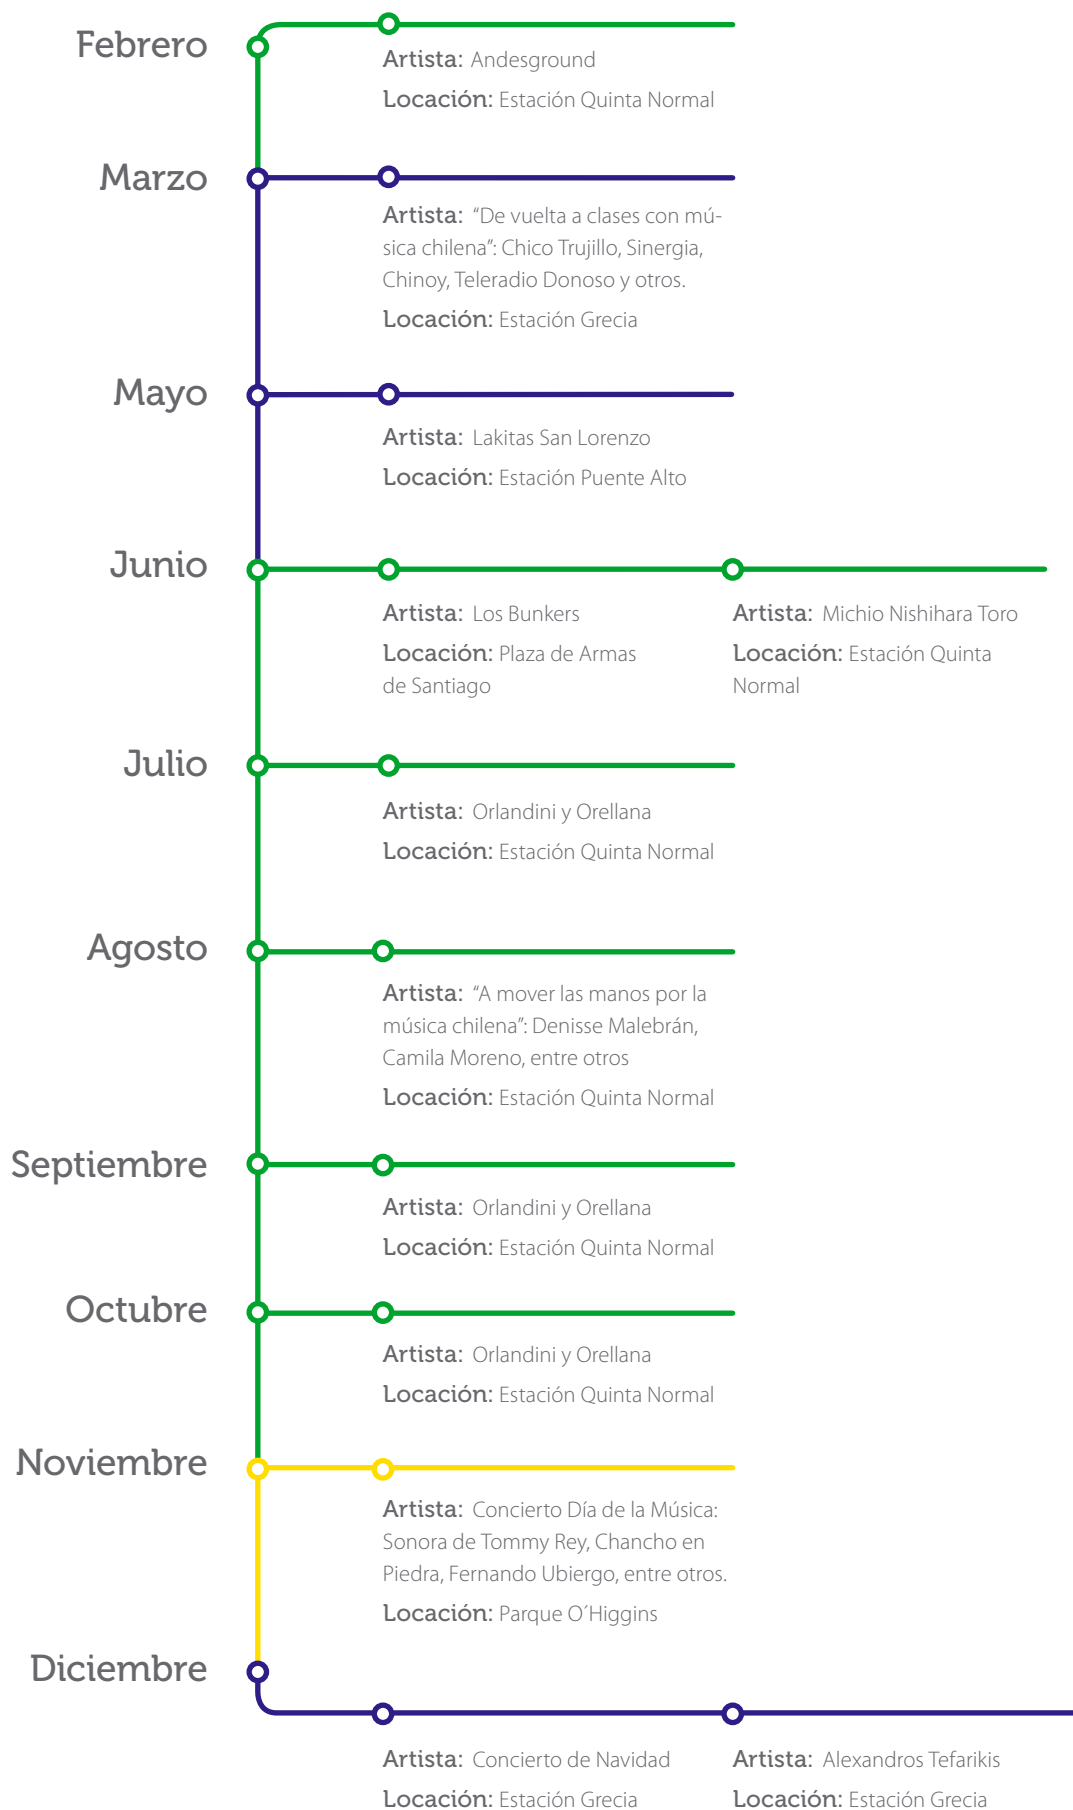 Febrero
Artista: Andesground
Locación: Estación Quinta Normal
Marzo
Artista: “De vuelta a clases con mú-
sica chilena”: Chico Trujillo, Sinergia,
Chinoy, Teleradio Donoso y otros.
Locación: Estación Grecia
Mayo
Artista: Lakitas San Lorenzo
Locación: Estación Puente Alto
Junio
Artista: Los Bunkers
Locación: Plaza de Armas
de Santiago
Artista: Michio Nishihara Toro
Locación: Estación Quinta
Normal
Julio
Artista: Orlandini y Orellana
Locación: Estación Quinta Normal
Agosto
Artista: “A mover las manos por la
música chilena”: Denisse Malebrán,
Camila Moreno, entre otros
Locación: Estación Quinta Normal
Septiembre
Artista: Orlandini y Orellana
Locación: Estación Quinta Normal
Octubre
Artista: Orlandini y Orellana
Locación: Estación Quinta Normal
Noviembre
Artista: Concierto Día de la Música:
Sonora de Tommy Rey, Chancho en
Piedra, Fernando Ubiergo, entre otros.
Locación: Parque O´Higgins
Diciembre
Artista: Concierto de Navidad
Locación: Estación Grecia
Artista: Alexandros Tefarikis
Locación: Estación Grecia